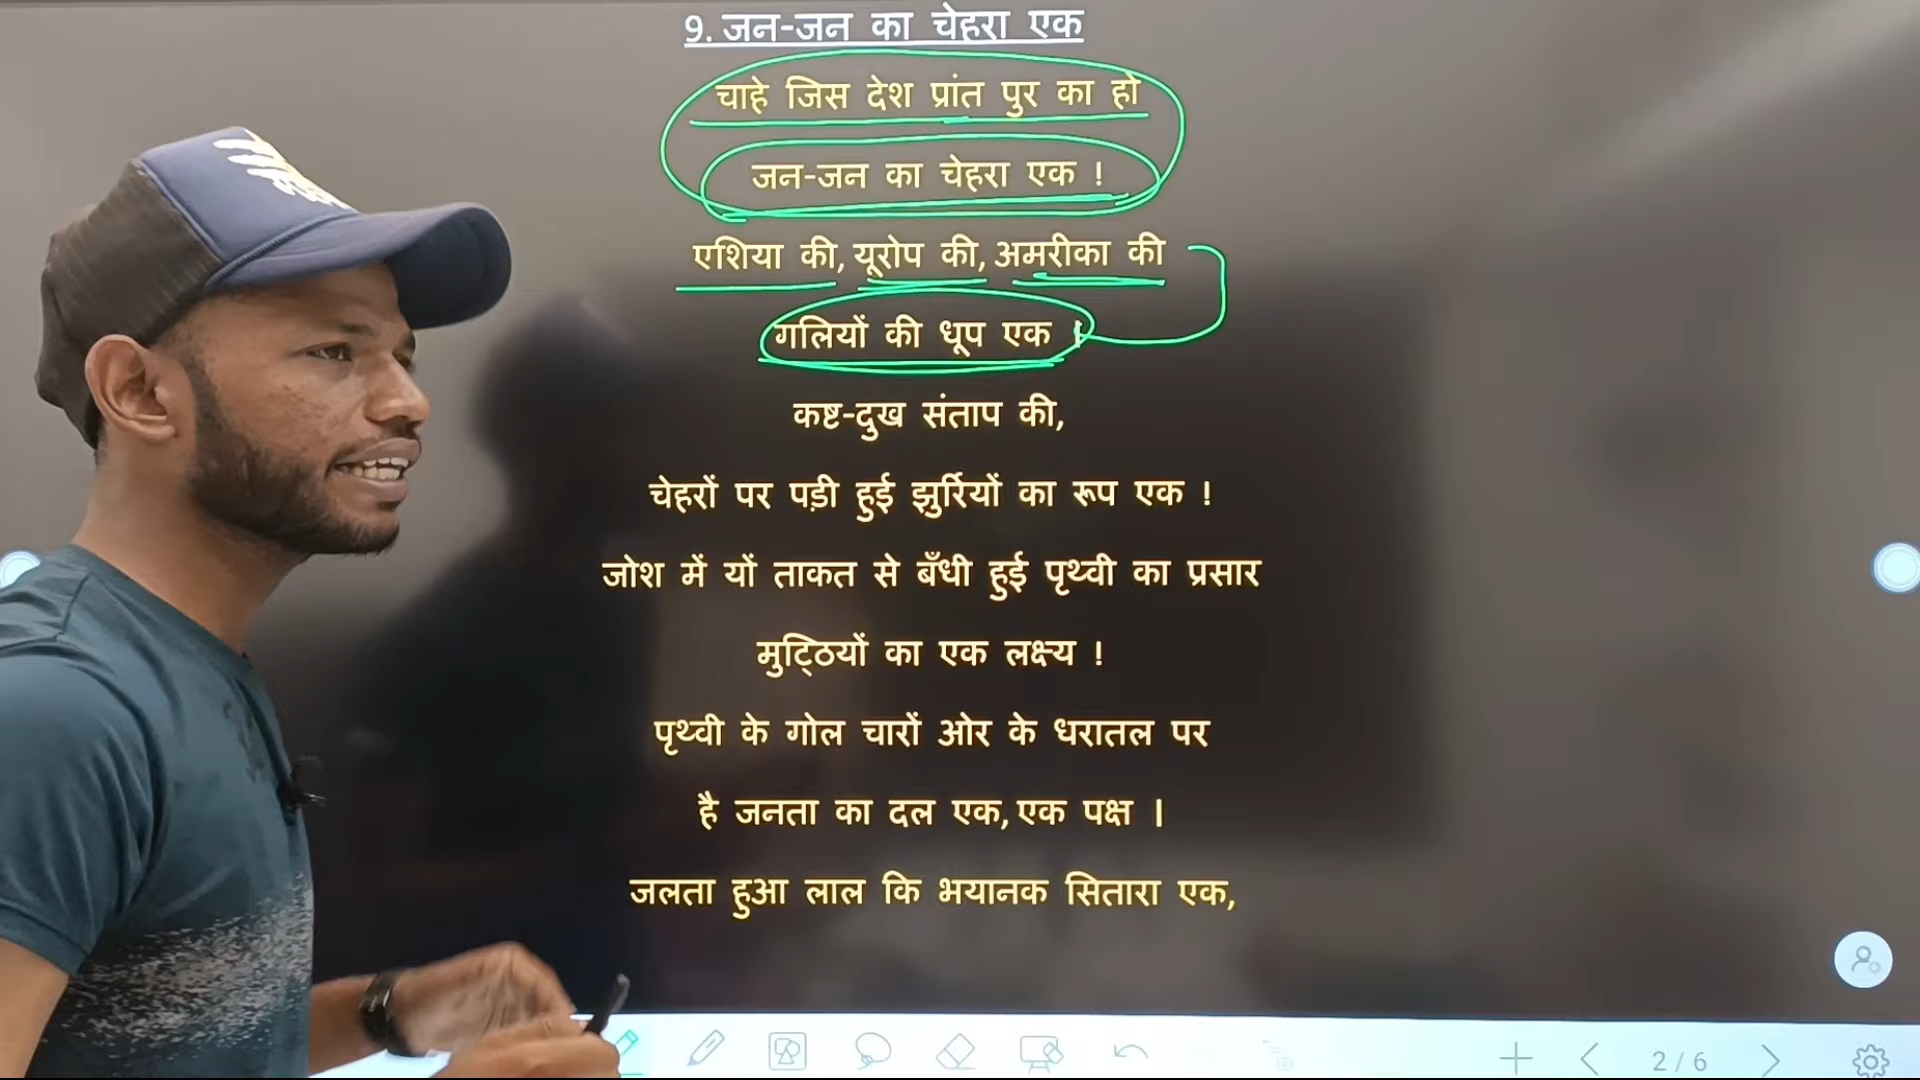 9. जन-जन का चेहरा एक
चाहे जिस देश प्रांत पुर का हो
जन-जन का चेहरा एक !
एशिया की, यूरोप की, अमरीका की
गलियों की धूप एक ।
कष्ट-दुख संताप की,
चेहरों पर पड़ी हुई झुर्रियों का रूप एक !
जोश में यों ताकत से बँधी हुई पृथ्वी का प्रसार
मुट्ठियों का एक लक्ष्य !
पृथ्वी के गोल चारों ओर के धरातल पर
है जनता का दल एक, एक पक्ष ।
जलता हुआ लाल कि भयानक सितारा एक,
2 / 6